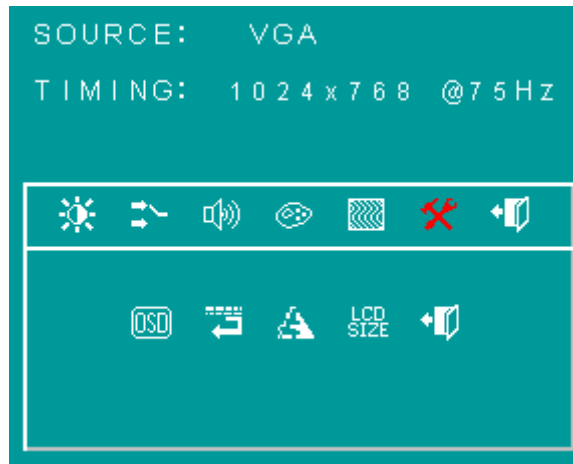 SOURCE: VGA
TIMING: 1024x768 @75Hz
OSD
LCD
SIZE